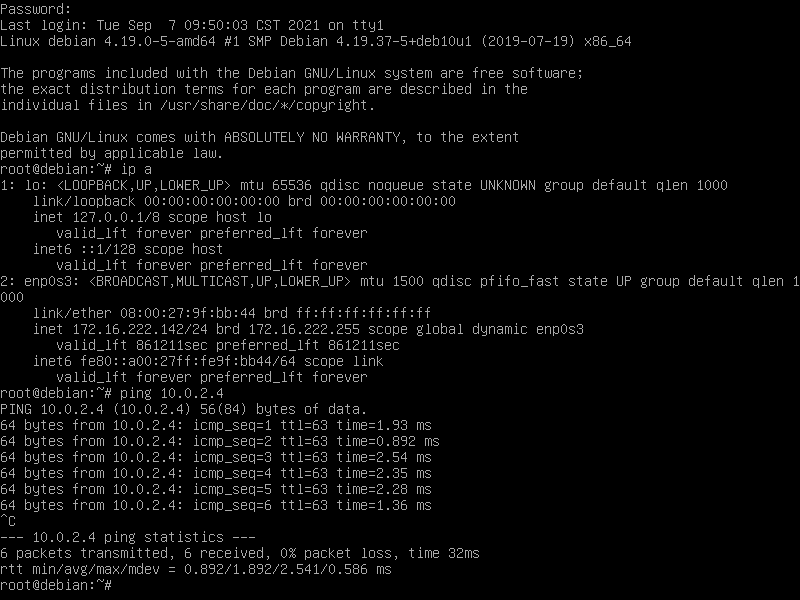 Password:
Last login: Tue Sep  7 09:50:03 CST 2021 on tty1
Linux debian 4.19.0-5-amd64 #1 SMP Debian 4.19.37-5+deb10u1 (2019-07-19) x86_64
The programs included with the Debian GNU/Linux system are free software;
the exact distribution terms for each program are described in the
individual files in /usr/share/doc/*/copyright.
Debian GNU/Linux comes with ABSOLUTELY NO WARRANTY, to the extent
permitted by applicable law.
root@debian:~# ip a
1: lo: <LOOPBACK,UP,LOWER_UP> mtu 65536 qdisc noqueue state UNKNOWN group default qlen 1000
    link/loopback 00:00:00:00:00:00 brd 00:00:00:00:00:00
    inet 127.0.0.1/8 scope host lo
       valid_lft forever preferred_lft forever
    inet6 ::1/128 scope host
       valid_lft forever preferred_lft forever
2: enp0s3: <BROADCAST,MULTICAST,UP,LOWER_UP> mtu 1500 qdisc pfifo_fast state UP group default qlen 1
000
    link/ether 08:00:27:9f:bb:44 brd ff:ff:ff:ff:ff:ff
    inet 172.16.222.142/24 brd 172.16.222.255 scope global dynamic enp0s3
       valid_lft 861211sec preferred_lft 861211sec
    inet6 fe80::a00:27ff:fe9f:bb44/64 scope link
       valid_lft forever preferred_lft forever
root@debian:~# ping 10.0.2.4
PING 10.0.2.4 (10.0.2.4) 56(84) bytes of data.
64 bytes from 10.0.2.4: icmp_seq=1 ttl=63 time=1.93 ms
64 bytes from 10.0.2.4: icmp_seq=2 ttl=63 time=0.892 ms
64 bytes from 10.0.2.4: icmp_seq=3 ttl=63 time=2.54 ms
64 bytes from 10.0.2.4: icmp_seq=4 ttl=63 time=2.35 ms
64 bytes from 10.0.2.4: icmp_seq=5 ttl=63 time=2.28 ms
64 bytes from 10.0.2.4: icmp_seq=6 ttl=63 time=1.36 ms
^C
--- 10.0.2.4 ping statistics ---
6 packets transmitted, 6 received, 0% packet loss, time 32ms
rtt min/avg/max/mdev = 0.892/1.892/2.541/0.586 ms
root@debian:~#